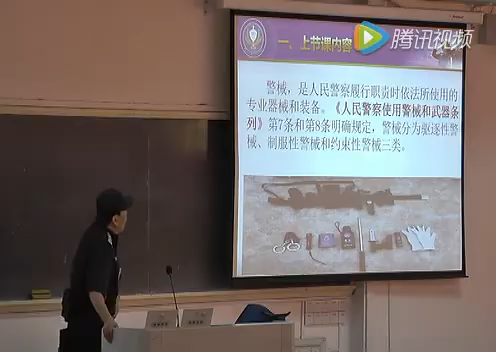 一、上节课内容
腾讯视频
警械，是人民警察履行职责时依法所使用的
专业器械和装备。《人民警察使用警械和武器条
列》第7条和第8条明确规定，警械分为驱逐性警
械、制服性警械和约束性警械三类。